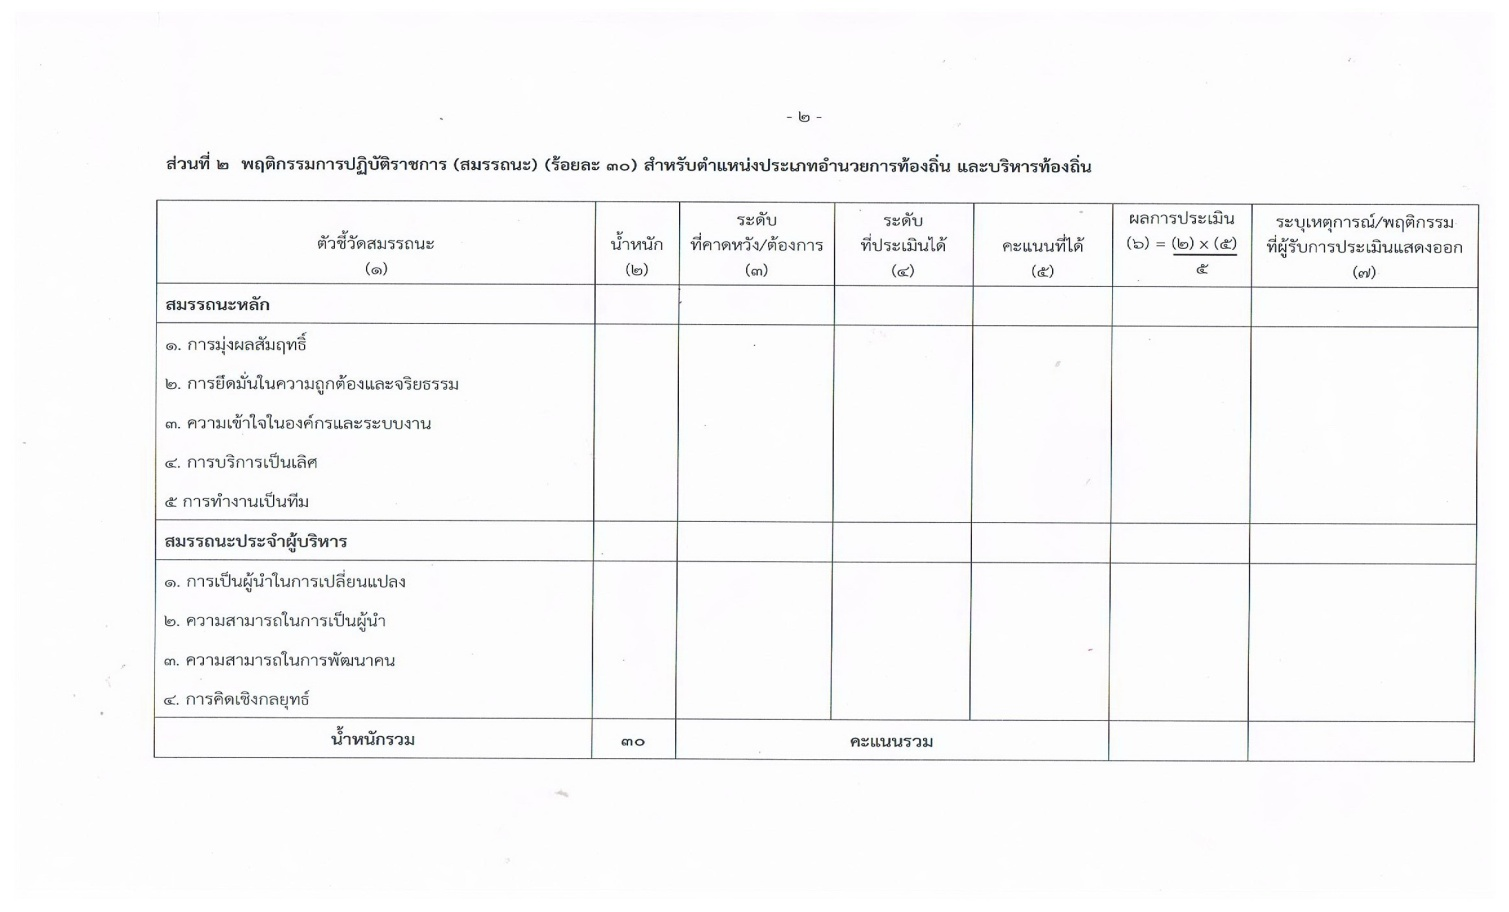 - ๒ -
ส่วนที่ ๒ พฤติกรรมการปฏิบัติราชการ (สมรรถนะ) (ร้อยละ ๓๐) สำหรับตำแหน่งประเภทอำนวยการท้องถิ่น และบริหารท้องถิ่น
ตัวชี้วัดสมรรถนะ
(๑)
น้ำหนัก
(๒)
ระดับ
ที่คาดหวัง/ต้องการ
(๓)
ระดับ
ที่ประเมินได้
(๔)
คะแนนที่ได้
(๕)
ผลการประเมิน
(๖) = (๒) x (๕)
๕
ระบุเหตุการณ์/พฤติกรรม
ที่ผู้รับการประเมินแสดงออก
(๗)
สมรรถนะหลัก
๑. การมุ่งผลสัมฤทธิ์
๒. การยึดมั่นในความถูกต้องและจริยธรรม
๓. ความเข้าใจในองค์กรและระบบงาน
๔. การบริการเป็นเลิศ
๕ การทำงานเป็นทีม
สมรรถนะประจำผู้บริหาร
๑. การเป็นผู้นำในการเปลี่ยนแปลง
๒. ความสามารถในการเป็นผู้นำ
๓. ความสามารถในการพัฒนาคน
๔. การคิดเชิงกลยุทธ์
น้ำหนักรวม ๓๐ คะแนนรวม